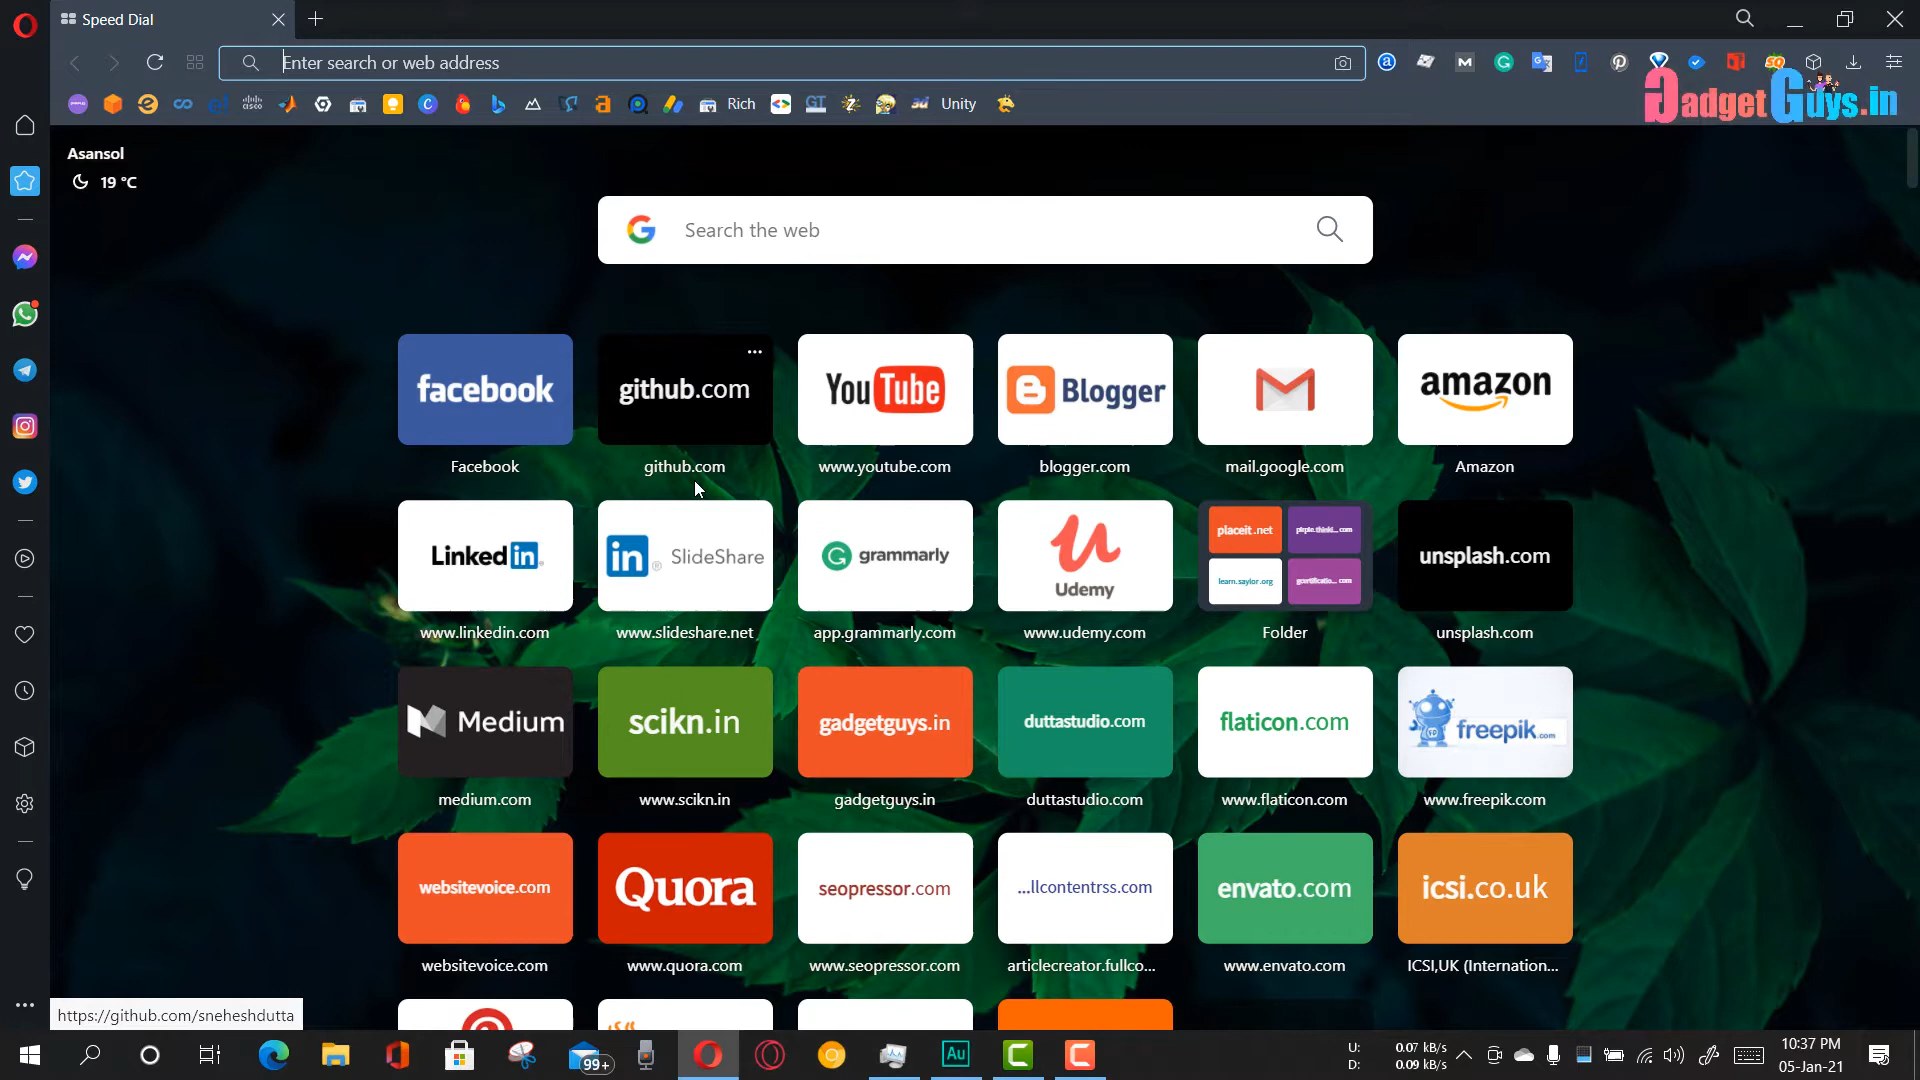 Speed Dial
Enter search or web address
Rich
GT
Unity
GadgetGuys.in
Asansol
19 °C
Search the web
facebook
github.com
YouTube
Blogger
amazon
Facebook
github.com
www.youtube.com
blogger.com
mail.google.com
Amazon
Linked in
in SlideShare
grammarly
Udemy
placeit.net
learn.saylor.org
unsplash.com
www.linkedin.com
www.slideshare.net
app.grammarly.com
www.udemy.com
Folder
unsplash.com
Medium
scikn.in
gadgetguys.in
duttastudio.com
flaticon.com
freepik.com
medium.com
www.scikn.in
gadgetguys.in
duttastudio.com
www.flaticon.com
www.freepik.com
websitevoice.com
Quora
seopressor.com
...llcontentrss.com
envato.com
icsi.co.uk
websitevoice.com
www.quora.com
www.seopressor.com
articlecreator.fullco...
www.envato.com
ICSI,UK (Internation...
https://github.com/sneheshdutta
99+
Au
U: 0.07 kB/s
D: 0.09 kB/s
10:37 PM
05-Jan-21